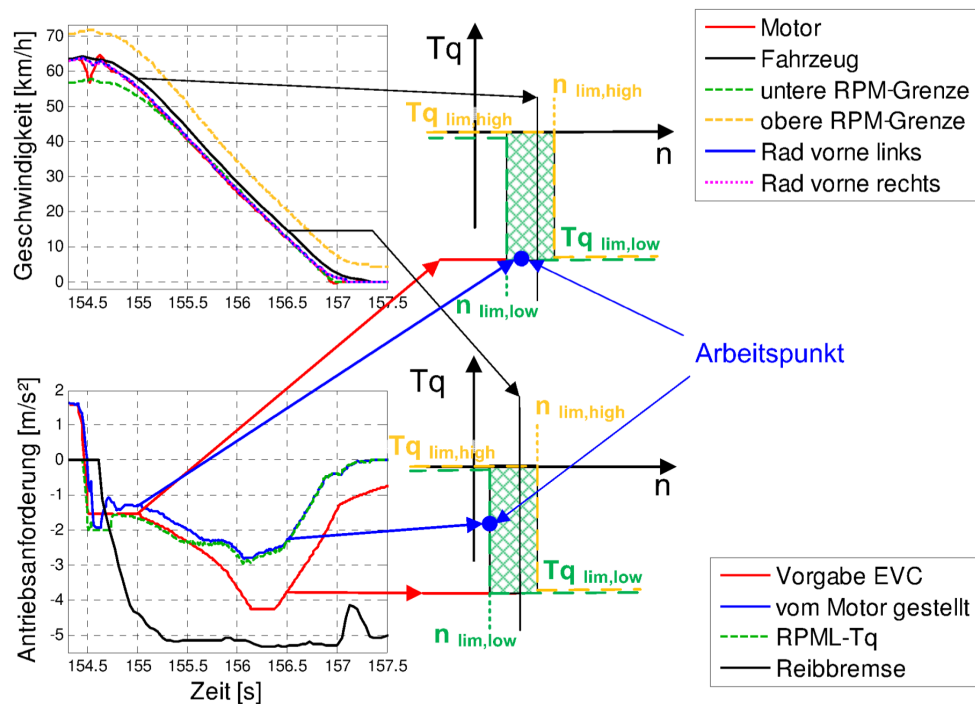 Geschwindigkeit [km/h]
70
60
50
40
30
20
10
0
154.5 155 155.5 156 156.5 157 157.5
Tq
n lim,high
Tq lim,high
n
Tq lim,low
n lim,low
Motor
Fahrzeug
untere RPM-Grenze
obere RPM-Grenze
Rad vorne links
Rad vorne rechts
Arbeitspunkt
Antriebsanforderung [m/s²]
2
1
0
-1
-2
-3
-4
-5
154.5 155 155.5 156 156.5 157 157.5
Zeit [s]
Tq
n lim,high
Tq lim,high
n
Tq lim,low
n lim,low
Vorgabe EVC
vom Motor gestellt
RPML-Tq
Reibbremse